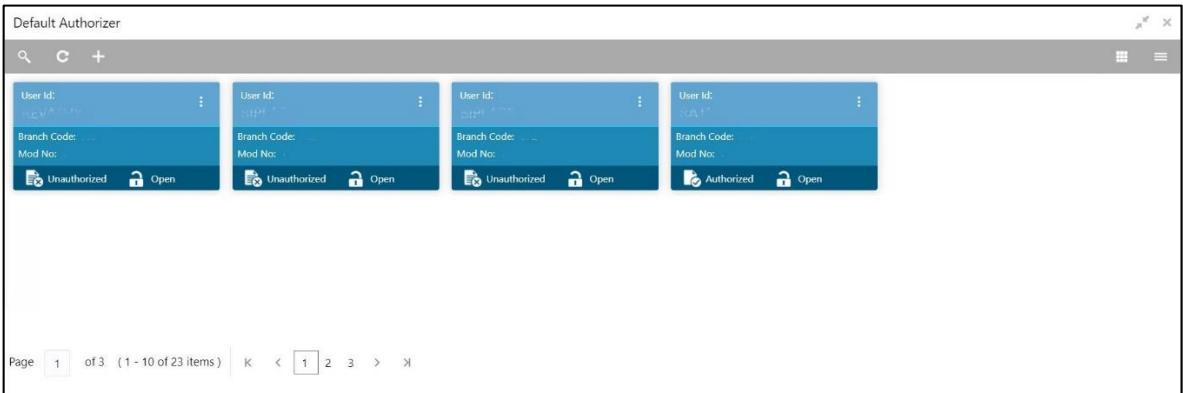 Default Authorizer
User Id: User Id: User Id: User Id:
Branch Code: Branch Code: Branch Code: Branch Code:
Mod No: Mod No: Mod No: Mod No:
Unauthorized Open Unauthorized Open Unauthorized Open Authorized Open
Page 1 of 3 (1 - 10 of 23 items) K < 1 2 3 > >|